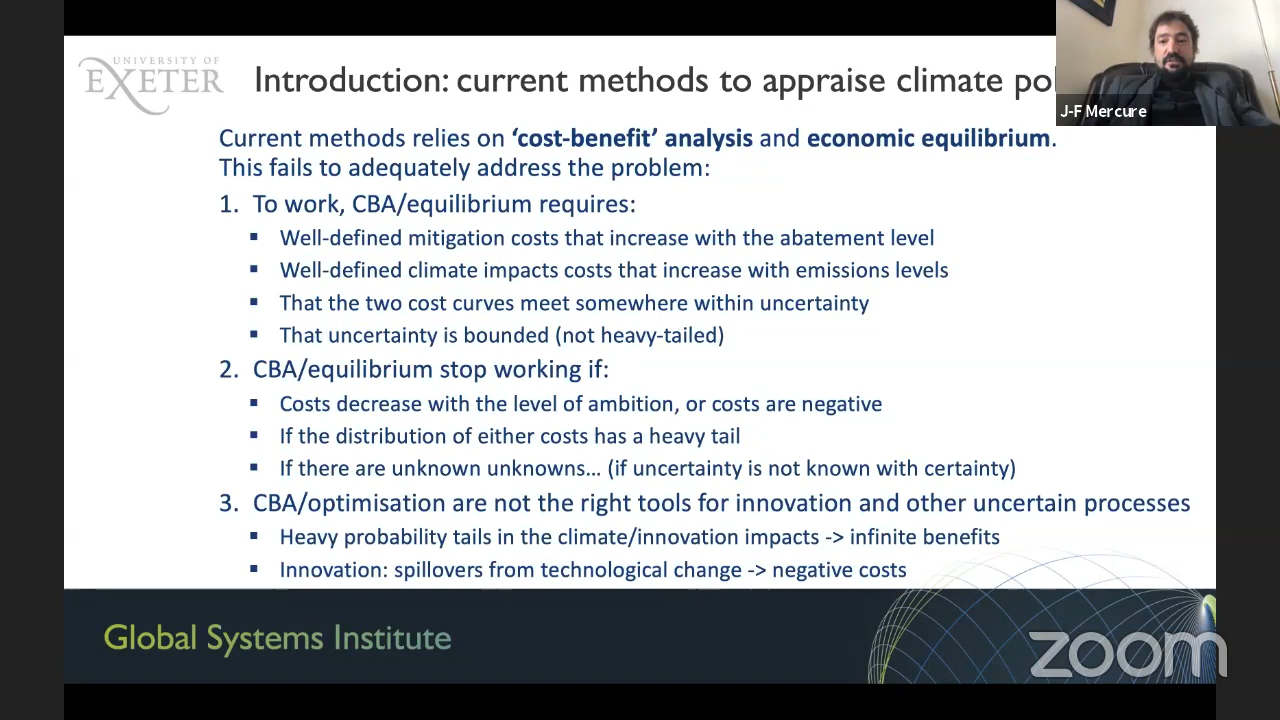 UNIVERSITY OF
EXETER
Introduction: current methods to appraise climate po
J-F Mercure
Current methods relies on ‘cost-benefit’ analysis and economic equilibrium.
This fails to adequately address the problem:
1. To work, CBA/equilibrium requires:
▪ Well-defined mitigation costs that increase with the abatement level
▪ Well-defined climate impacts costs that increase with emissions levels
▪ That the two cost curves meet somewhere within uncertainty
▪ That uncertainty is bounded (not heavy-tailed)
2. CBA/equilibrium stop working if:
▪ Costs decrease with the level of ambition, or costs are negative
▪ If the distribution of either costs has a heavy tail
▪ If there are unknown unknowns… (if uncertainty is not known with certainty)
3. CBA/optimisation are not the right tools for innovation and other uncertain processes
▪ Heavy probability tails in the climate/innovation impacts -> infinite benefits
▪ Innovation: spillovers from technological change -> negative costs
Global Systems Institute
zoom